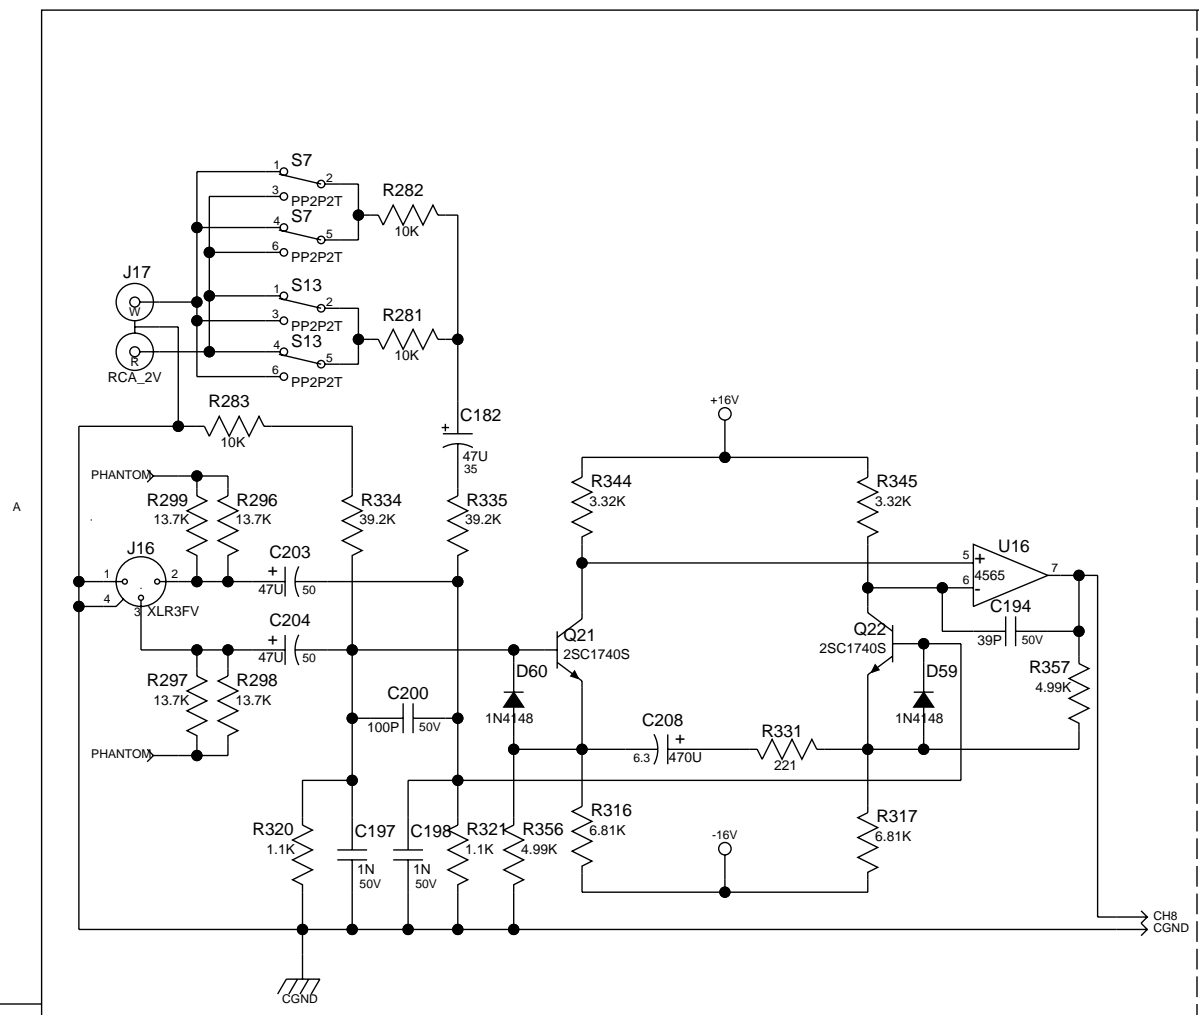 S7
1
2
R282
3
PP2P2T
S7
10K
4
5
6
PP2P2T
J17
W
S13
1
2
R281
3
PP2P2T
S13
10K
4
5
R
RCA_2V
6
PP2P2T
R283
10K
C182
+
47U
35
+16V
PHANTOM
R299
13.7K
R296
13.7K
R334
39.2K
R335
39.2K
R344
3.32K
R345
3.32K
A
J16
1
2
4
3
XLR3FV
C203
+
47U
50
5
+
U16
4565
6
-
7
C194
39P
50V
C204
+
47U
50
Q21
2SC1740S
Q22
2SC1740S
R297
13.7K
R298
13.7K
D60
1N4148
D59
1N4148
R357
4.99K
C200
100P
50V
C208
+
6.3
470U
R331
221
PHANTOM
R320
1.1K
C197
1N
50V
C198
1N
50V
R321
1.1K
R356
4.99K
R316
6.81K
-16V
R317
6.81K
CH8
CGND
CGND